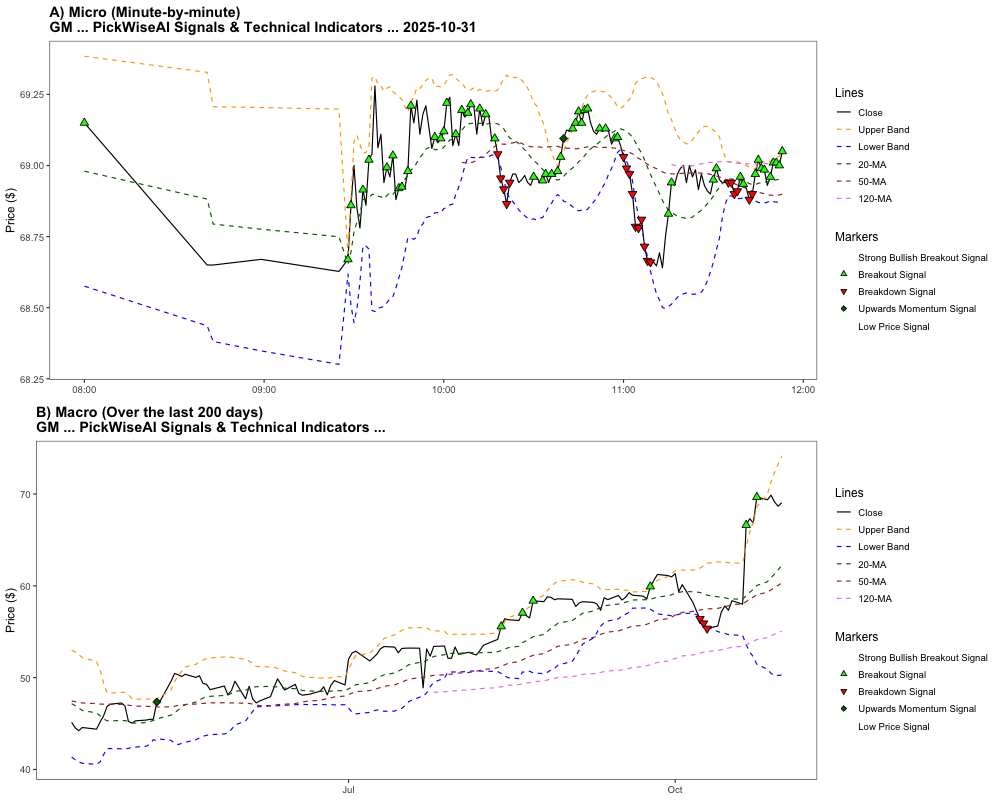 A) Micro (Minute-by-minute)
GM ... PickWiseAI Signals & Technical Indicators ... 2025-10-31
Price ($)
69.25
69.00
68.75
68.50
68.25
08:00
09:00
10:00
11:00
12:00
Lines
Close
Upper Band
Lower Band
20-MA
50-MA
120-MA
Markers
Strong Bullish Breakout Signal
Breakout Signal
Breakdown Signal
Upwards Momentum Signal
Low Price Signal
B) Macro (Over the last 200 days)
GM ... PickWiseAI Signals & Technical Indicators ...
Price ($)
70
60
50
40
Jul
Oct
Lines
Close
Upper Band
Lower Band
20-MA
50-MA
120-MA
Markers
Strong Bullish Breakout Signal
Breakout Signal
Breakdown Signal
Upwards Momentum Signal
Low Price Signal